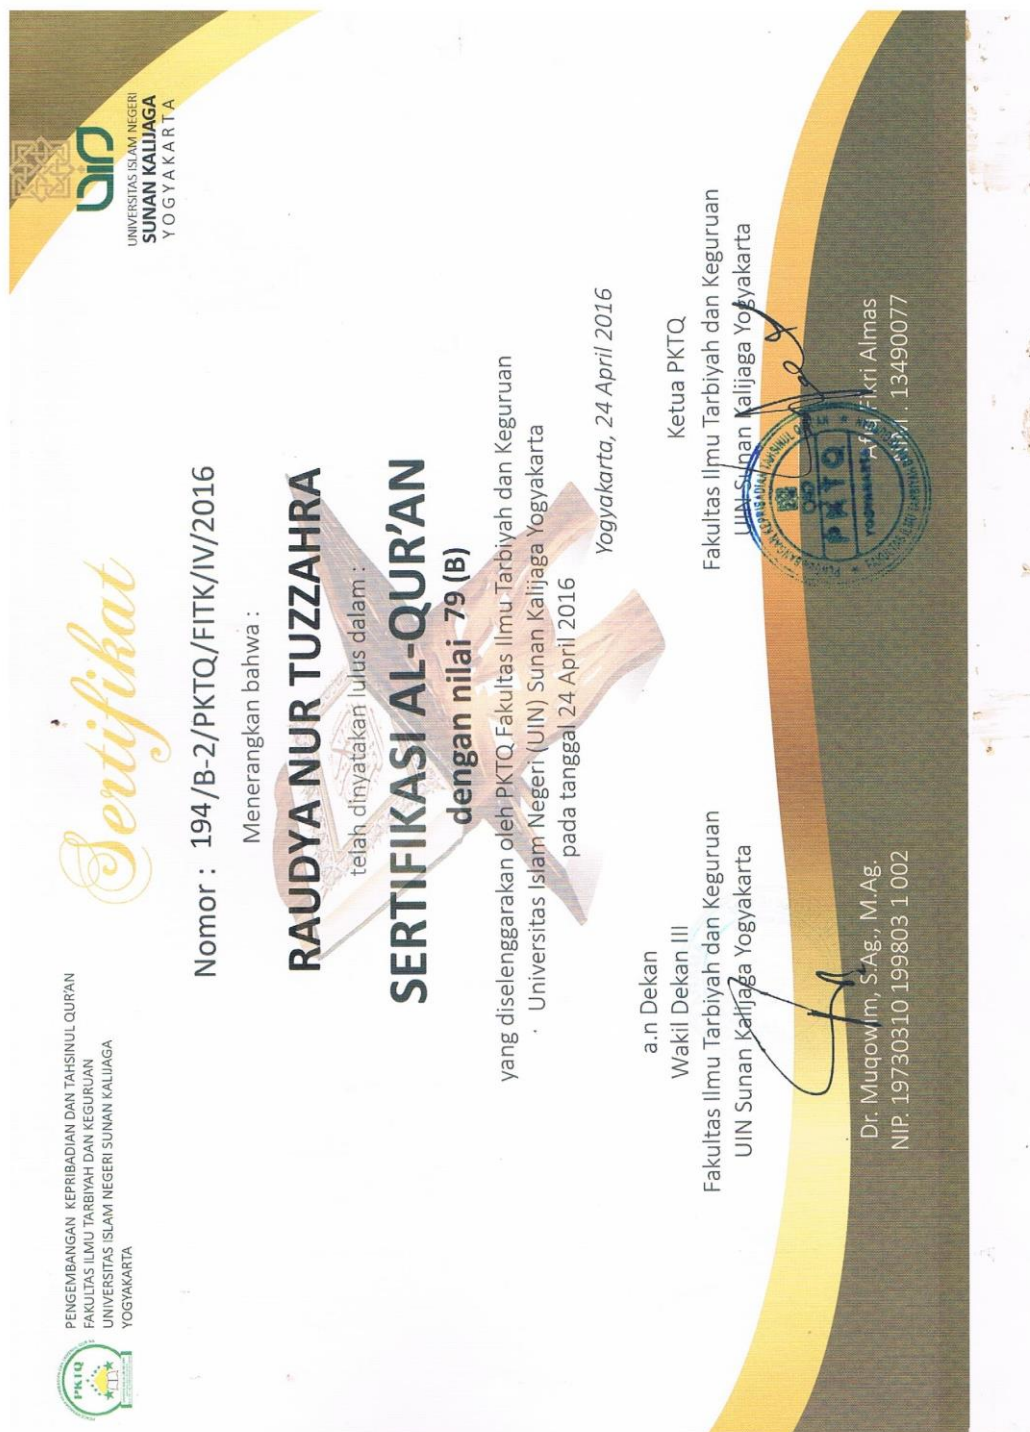 PKTQ
PENGEMBANGAN KEPRIBADIAN DAN TAHSINUL QUR'AN
FAKULTAS ILMU TARBIYAH DAN KEGURUAN
UNIVERSITAS ISLAM NEGERI SUNAN KALIJAGA
YOGYAKARTA
UIN
UNIVERSITAS ISLAM NEGERI
SUNAN KALIJAGA
YOGYAKARTA
Sertifikat
Nomor : 194/B-2/PKTQ/FITK/IV/2016
Menerangkan bahwa :
RAUDYA NUR TUZZAHRA
telah dinyatakan lulus dalam :
SERTIFIKASI AL-QUR'AN
dengan nilai 79 (B)
yang diselenggarakan oleh PKTQ Fakultas Ilmu Tarbiyah dan Keguruan
Universitas Islam Negeri (UIN) Sunan Kalijaga Yogyakarta
pada tanggal 24 April 2016
Yogyakarta, 24 April 2016
a.n Dekan
Wakil Dekan III
Fakultas Ilmu Tarbiyah dan Keguruan
UIN Sunan Kalijaga Yogyakarta
Dr. Muqowim, S.Ag., M.Ag.
NIP. 19730310 199803 1 002
Ketua PKTQ
Fakultas Ilmu Tarbiyah dan Keguruan
UIN Sunan Kalijaga Yogyakarta
PKTQ
YOGYAKARTA
Afiq Fikri Almas
. 13490077